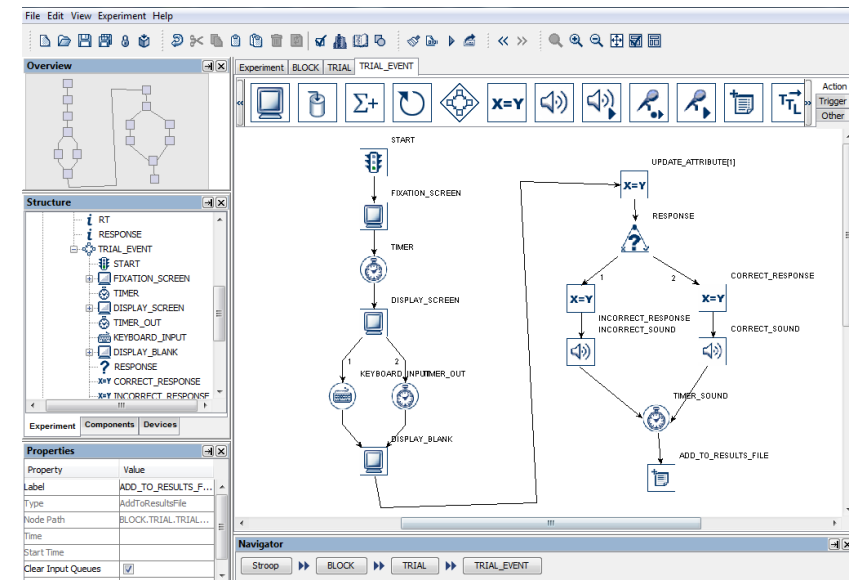 File Edit View Experiment Help
Overview
Experiment BLOCK TRIAL TRIAL_EVENT
Σ+ X=Y TTL
Action
Trigger
Other
START
FIXATION_SCREEN
TIMER
DISPLAY_SCREEN
1 2
KEYBOARD_INPUT TIMER_OUT
DISPLAY_BLANK
UPDATE_ATTRIBUTE[1]
X=Y
RESPONSE
?
1 2
CORRECT_RESPONSE
X=Y X=Y
INCORRECT_RESPONSE
INCORRECT_SOUND
CORRECT_SOUND
TIMER_SOUND
ADD_TO_RESULTS_FILE
Structure
i RT
i RESPONSE
TRIAL_EVENT
START
FIXATION_SCREEN
TIMER
DISPLAY_SCREEN
TIMER_OUT
KEYBOARD_INPUT
DISPLAY_BLANK
? RESPONSE
X=Y CORRECT_RESPONSE
X=Y INCORRECT_RESPONSE
Experiment Components Devices
Properties
Property Value
Label ADD_TO_RESULTS_F...
Type AddToResultsFile
Node Path BLOCK.TRIAL.TRIAL...
Time
Start Time
Clear Input Queues
Navigator
Stroop BLOCK TRIAL TRIAL_EVENT